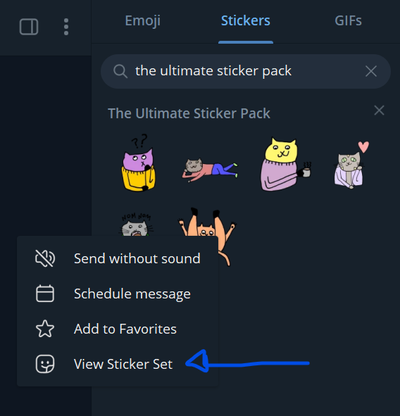 Emoji Stickers GIFs
the ultimate sticker pack
The Ultimate Sticker Pack
??
Send without sound
Schedule message
Add to Favorites
View Sticker Set